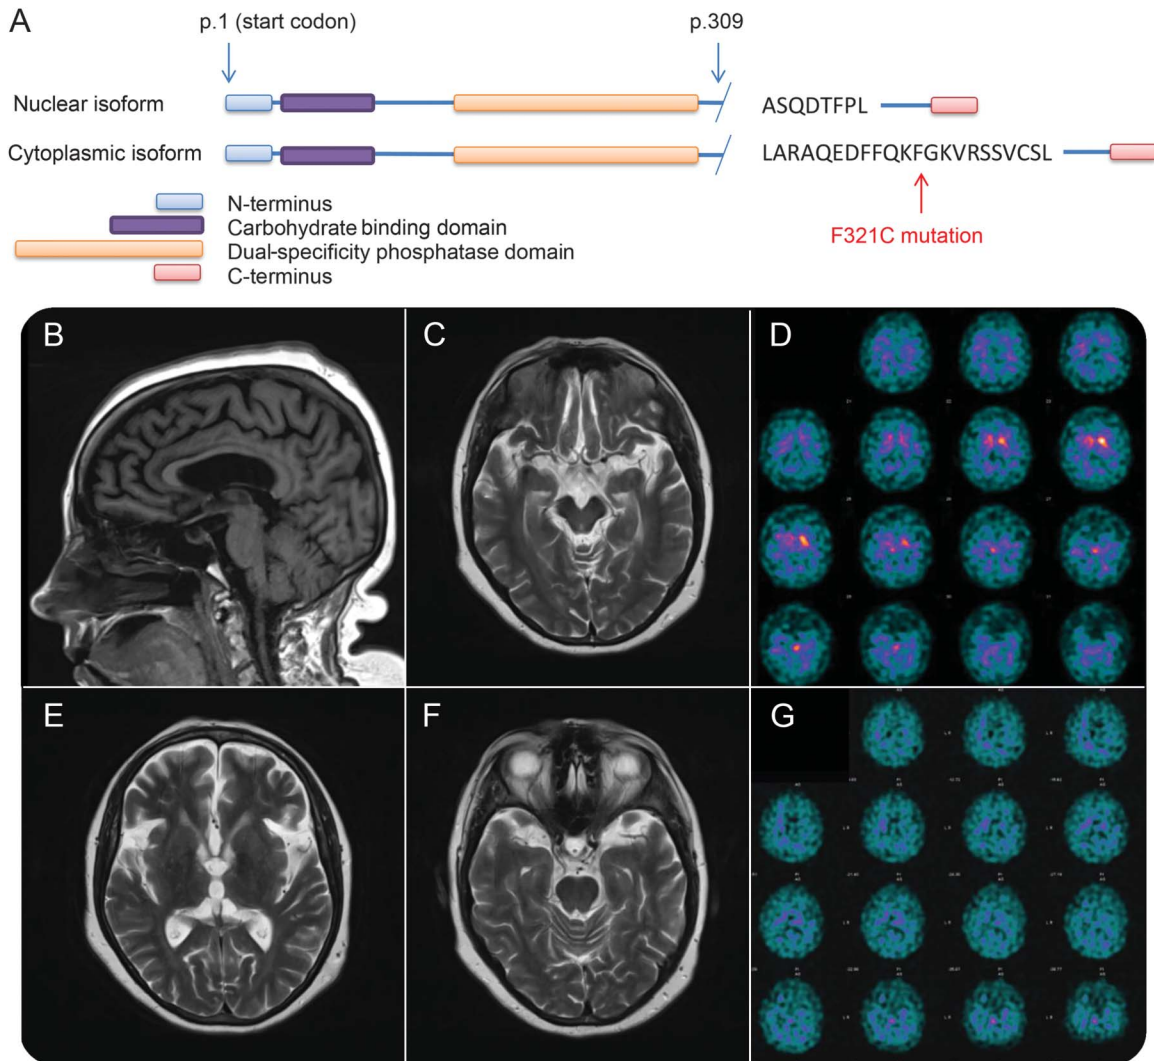 A
p.1 (start codon)
p.309
Nuclear isoform
ASQDTFPL
Cytoplasmic isoform
LARAQEDFFQKFGKVRSSVCSL
F321C mutation
N-terminus
Carbohydrate binding domain
Dual-specificity phosphatase domain
C-terminus
B
C
D
E
F
G